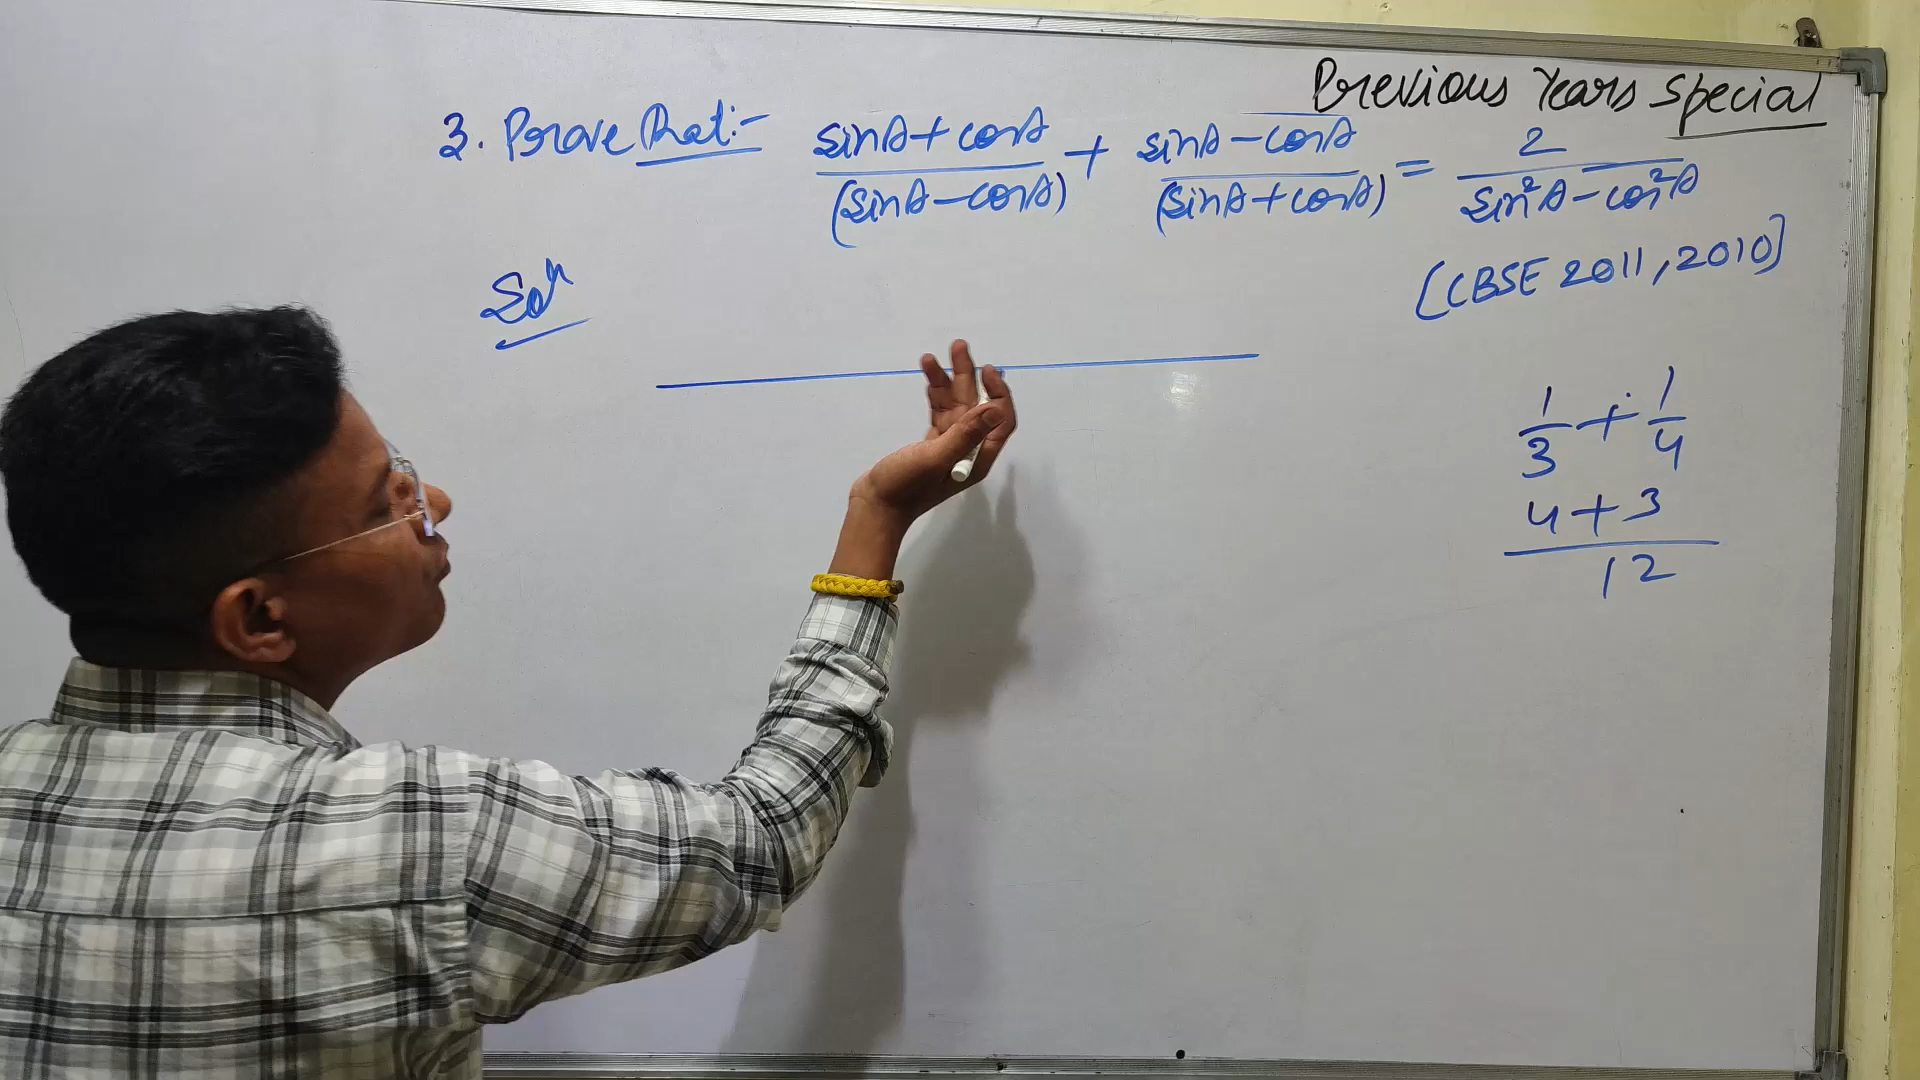 Previous Years Special
3. Prove that:- (sinA + cosA)/(sinA - cosA) + (sinA - cosA)/(sinA + cosA) = 2/(sin²A - cos²A)
[CBSE 2011, 2010]
Solⁿ
1/3 + 1/4
4+3
12